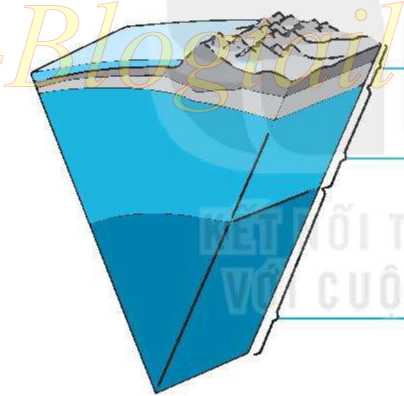 -Blogtail
KẾT NỐI T
VỚI CUỘ